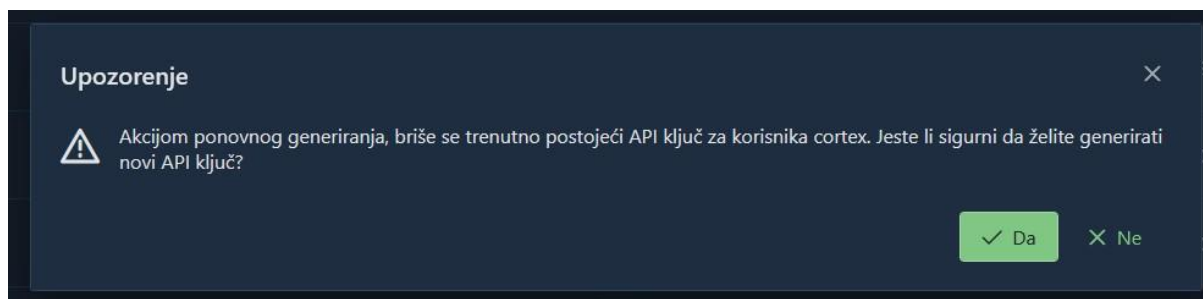 Upozorenje
Akcijom ponovnog generiranja, briše se trenutno postojeći API ključ za korisnika cortex. Jeste li sigurni da želite generirati
novi API ključ?
Da
Ne